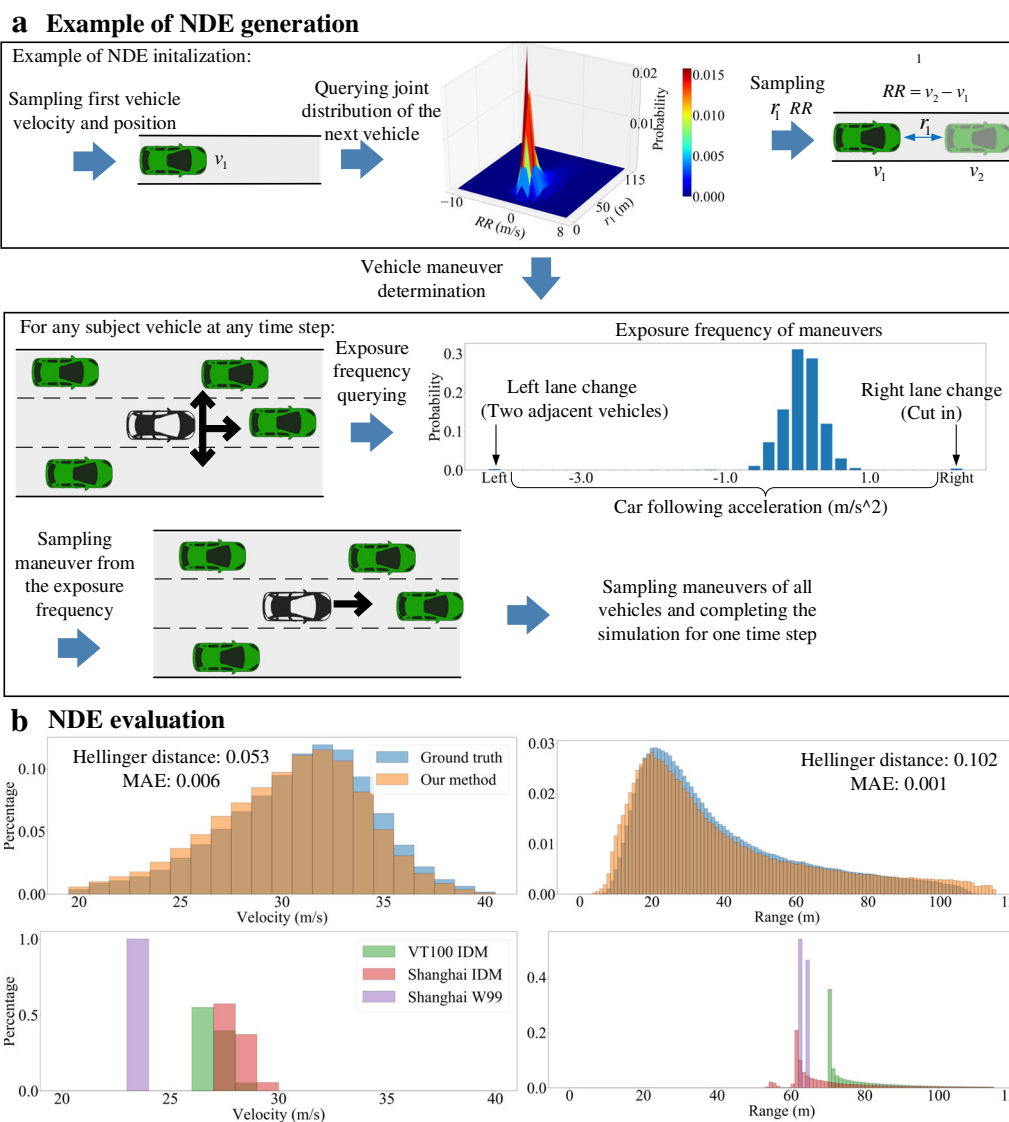 a Example of NDE generation
Example of NDE initalization:
Sampling first vehicle
velocity and position
v1
Querying joint
distribution of the
next vehicle
0.02
0.01
Probability
−10
0
8
RR (m/s)
0
50
115
r1 (m)
0.015
0.010
0.005
0.000
Sampling
r1 RR
1
RR = v2 − v1
r1
v1
v2
Vehicle maneuver
determination
For any subject vehicle at any time step:
Exposure
frequency
querying
Exposure frequency of maneuvers
Probability
0.3
0.2
0.1
0.0
Left lane change
(Two adjacent vehicles)
Right lane change
(Cut in)
Left
-3.0
-1.0
1.0
Right
Car following acceleration (m/s^2)
Sampling
maneuver from
the exposure
frequency
Sampling maneuvers of all
vehicles and completing the
simulation for one time step
b NDE evaluation
Hellinger distance: 0.053
MAE: 0.006
Ground truth
Our method
Percentage
0.10
0.05
0.00
20 25 30 35 40
Velocity (m/s)
Hellinger distance: 0.102
MAE: 0.001
0.03
0.02
0.01
0.00
0 20 40 60 80 100
Range (m)
VT100 IDM
Shanghai IDM
Shanghai W99
Percentage
1.0
0.5
0.0
20 25 30 35 40
Velocity (m/s)
0.4
0.2
0.0
0 20 40 60 80 100
Range (m)